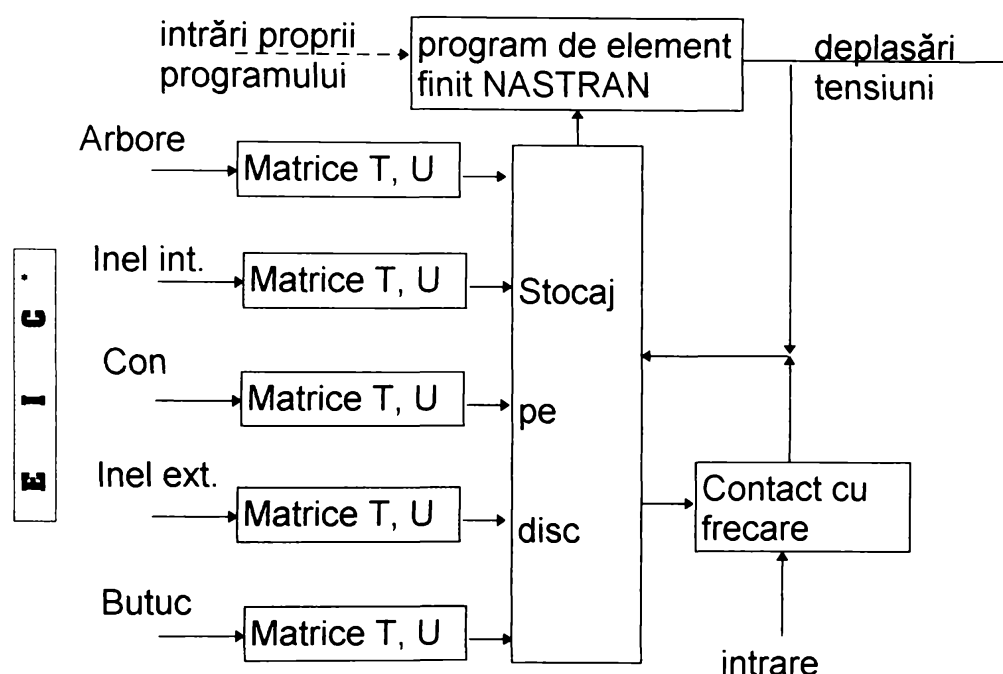 intrări proprii
programului
program de element
finit NASTRAN
deplasări
tensiuni
Arbore
Matrice T, U
Inel int.
Matrice T, U
Con
Matrice T, U
Inel ext.
Matrice T, U
Butuc
Matrice T, U
Stocaj
pe
disc
Contact cu
frecare
intrare
E I C *